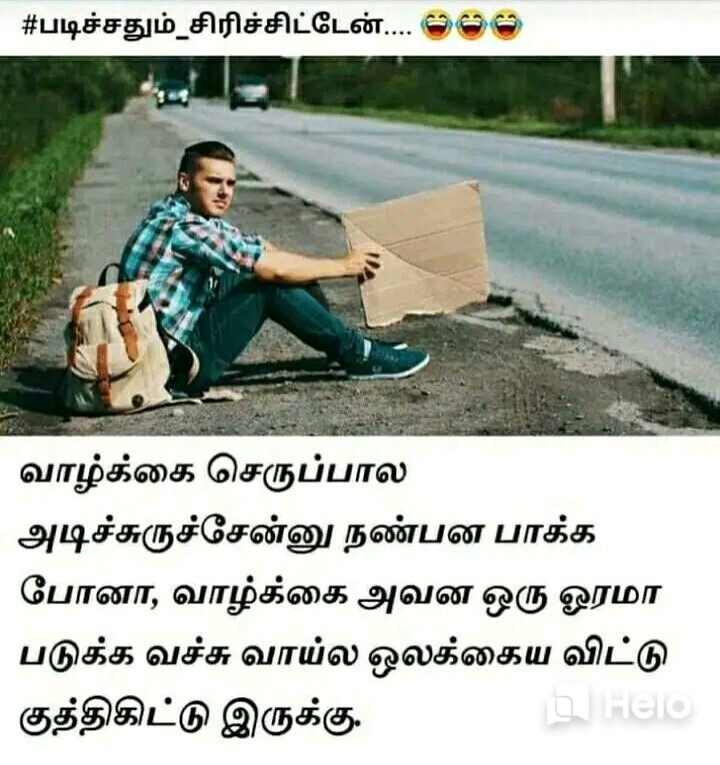 #படிச்சதும்_சிரிச்சிட்டேன்.... 😂😂😂
வாழ்க்கை செருப்பால
அடிச்சுருச்சேன்னு நண்பன பாக்க
போனா, வாழ்க்கை அவன ஒரு ஓரமா
படுக்க வச்சு வாய்ல ஒலக்கைய விட்டு
குத்திகிட்டு இருக்கு.
Helo